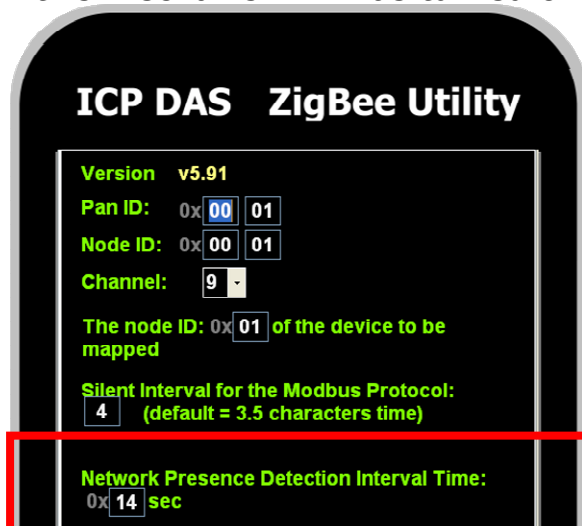 ICP DAS ZigBee Utility
Version v5.91
Pan ID: 0x 00 01
Node ID: 0x 00 01
Channel: 9
The node ID: 0x 01 of the device to be
mapped
Silent Interval for the Modbus Protocol:
4 (default = 3.5 characters time)
Network Presence Detection Interval Time:
0x 14 sec